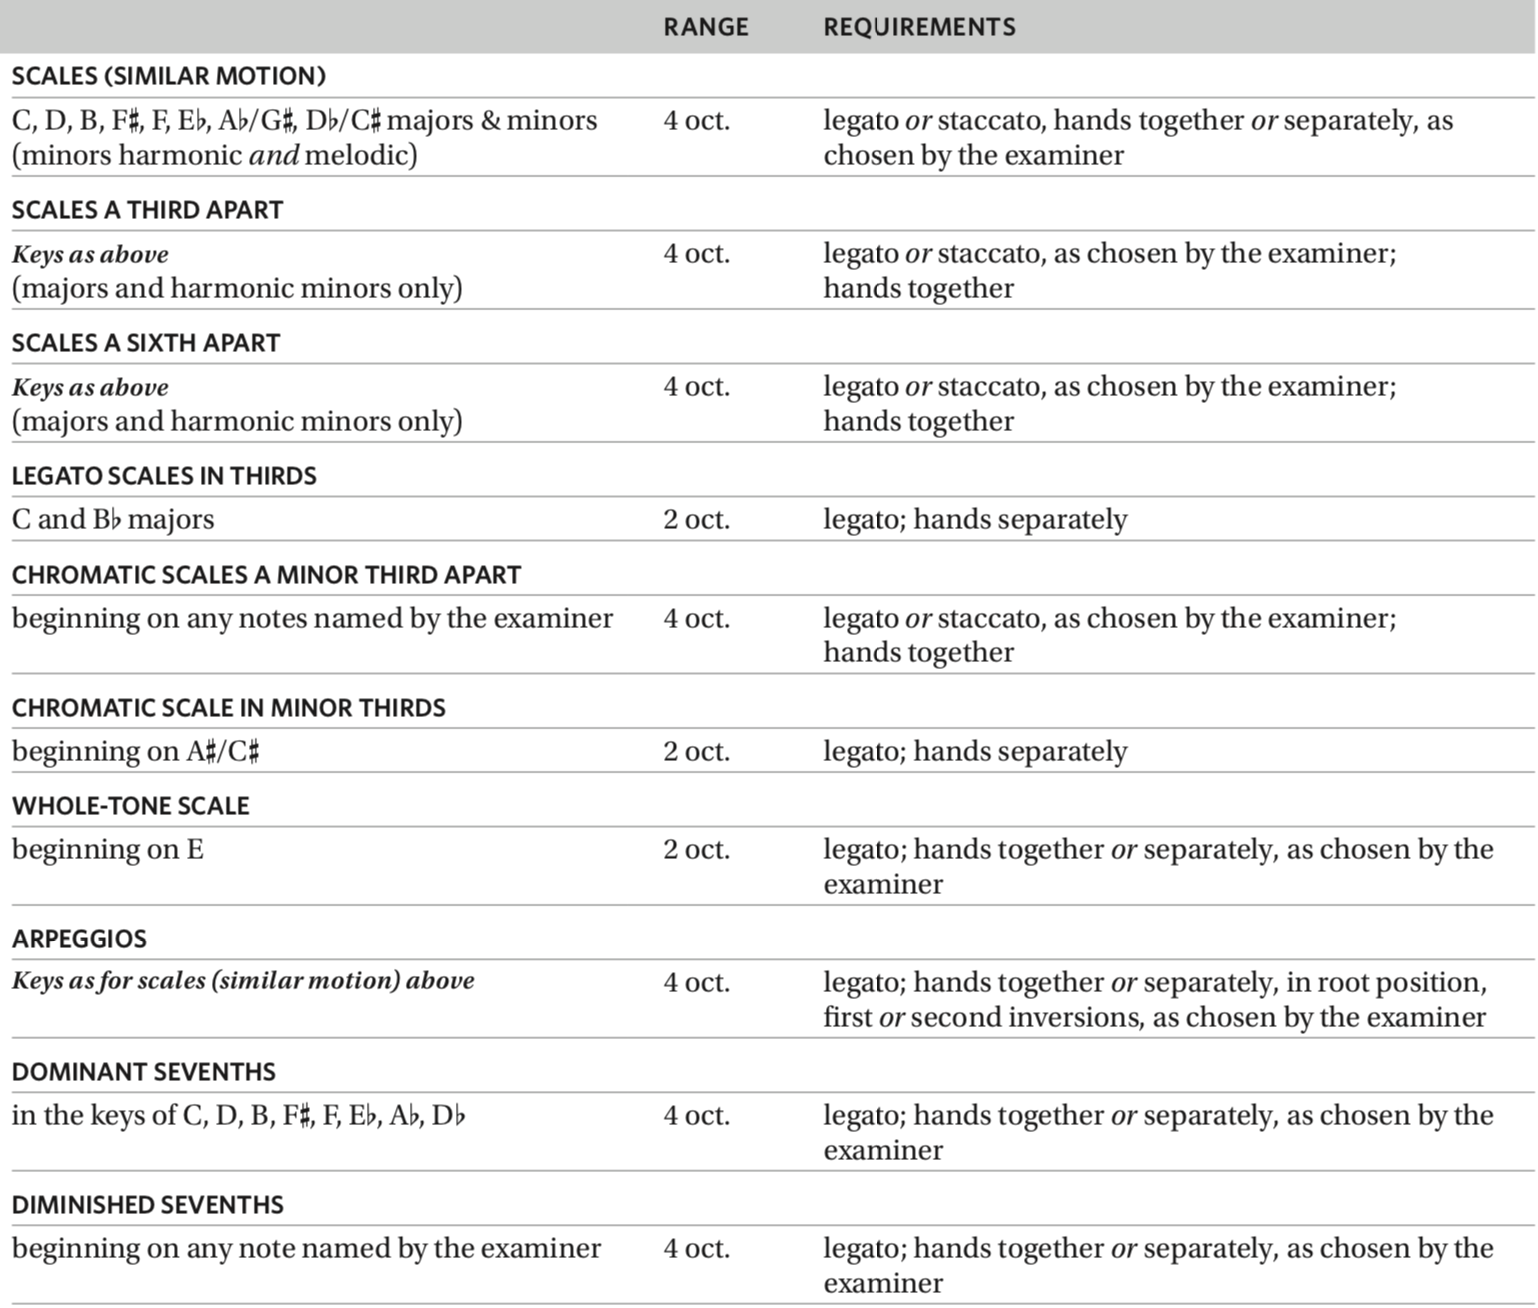 RANGE REQUIREMENTS
SCALES (SIMILAR MOTION)
C, D, B, F♯, F, E♭, A♭/G♯, D♭/C♯ majors & minors 4 oct. legato or staccato, hands together or separately, as
(minors harmonic and melodic) chosen by the examiner
SCALES A THIRD APART
Keys as above 4 oct. legato or staccato, as chosen by the examiner;
(majors and harmonic minors only) hands together
SCALES A SIXTH APART
Keys as above 4 oct. legato or staccato, as chosen by the examiner;
(majors and harmonic minors only) hands together
LEGATO SCALES IN THIRDS
C and B♭ majors 2 oct. legato; hands separately
CHROMATIC SCALES A MINOR THIRD APART
beginning on any notes named by the examiner 4 oct. legato or staccato, as chosen by the examiner;
hands together
CHROMATIC SCALE IN MINOR THIRDS
beginning on A♯/C♯ 2 oct. legato; hands separately
WHOLE-TONE SCALE
beginning on E 2 oct. legato; hands together or separately, as chosen by the
examiner
ARPEGGIOS
Keys as for scales (similar motion) above 4 oct. legato; hands together or separately, in root position,
first or second inversions, as chosen by the examiner
DOMINANT SEVENTHS
in the keys of C, D, B, F♯, F, E♭, A♭, D♭ 4 oct. legato; hands together or separately, as chosen by the
examiner
DIMINISHED SEVENTHS
beginning on any note named by the examiner 4 oct. legato; hands together or separately, as chosen by the
examiner